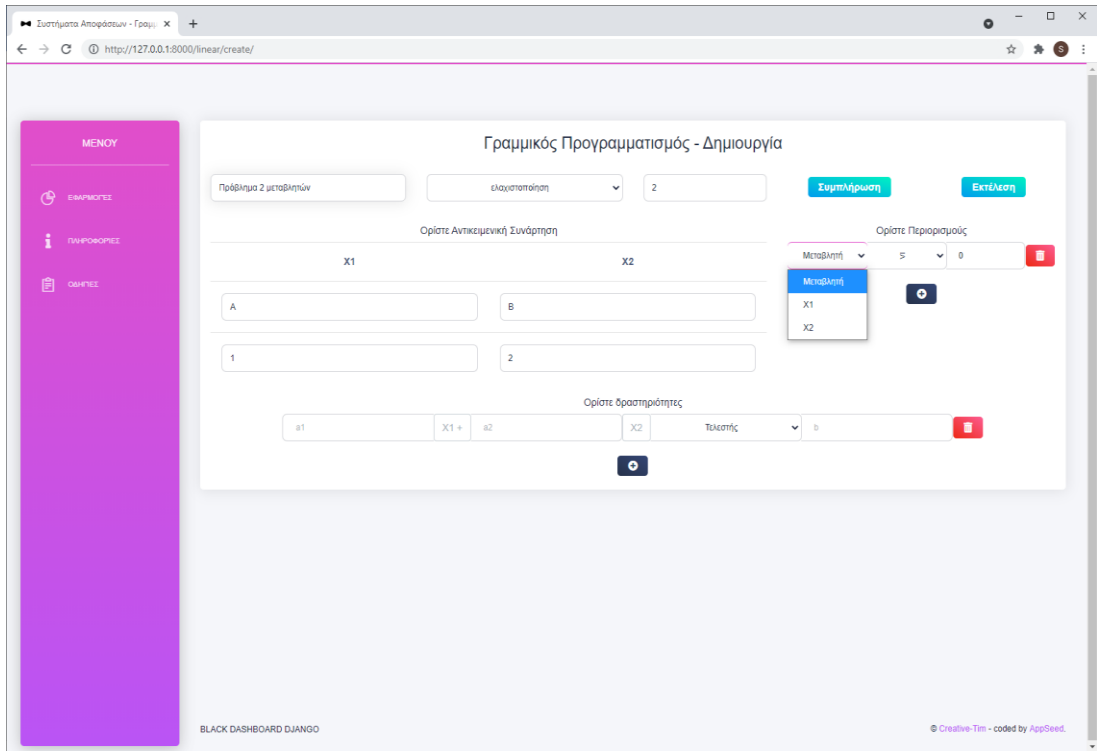 Συστήματα Αποφάσεων - Γραμμ
http://127.0.0.1:8000/linear/create/
S
ΜΕΝΟΥ
ΕΦΑΡΜΟΓΕΣ
ΠΛΗΡΟΦΟΡΙΕΣ
ΟΔΗΓΙΕΣ
Γραμμικός Προγραμματισμός - Δημιουργία
Πρόβλημα 2 μεταβλητών ελαχιστοποίηση 2 Συμπλήρωση Εκτέλεση
Ορίστε Αντικειμενική Συνάρτηση Ορίστε Περιορισμούς
X1 X2 Μεταβλητή ≤ 0
Μεταβλητή
X1
X2
A B
1 2
Ορίστε δραστηριότητες
a1 X1 + a2 X2 Τελεστής b
BLACK DASHBOARD DJANGO © Creative-Tim - coded by AppSeed.